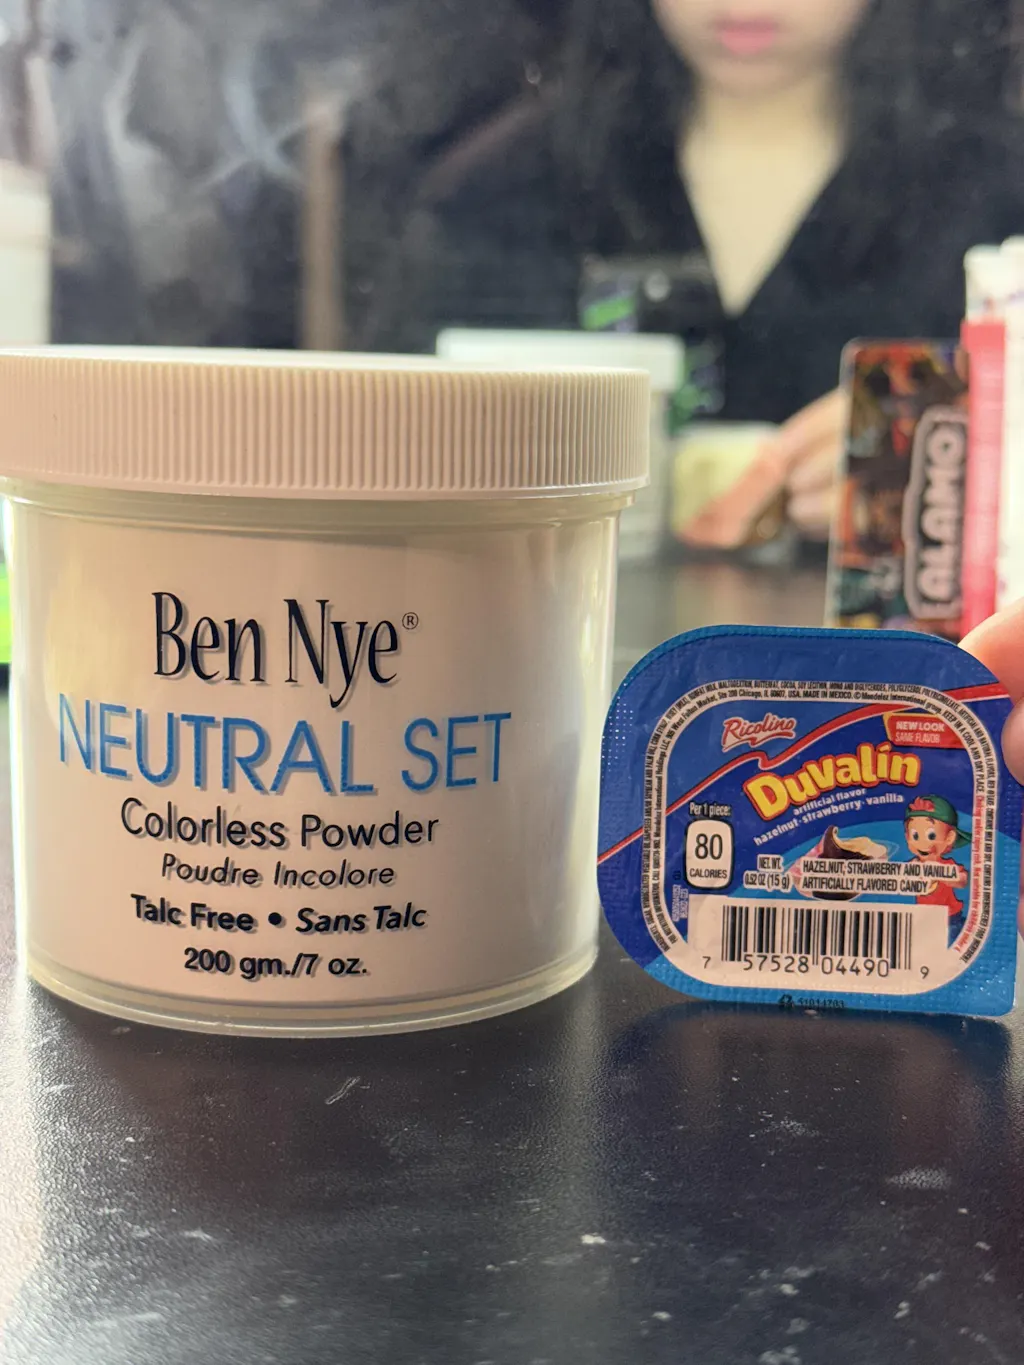 Ben Nye®
NEUTRAL SET
Colorless Powder
Poudre Incolore
Talc Free • Sans Talc
200 gm./7 oz.
ALAMO
Ricolino
NEW LOOK
SAME FLAVOR
Duvalín
artificial flavor
hazelnut·strawberry·vanilla
Per 1 piece:
80
CALORIES
NET. WT.
0.52 OZ (15 g)
HAZELNUT, STRAWBERRY AND VANILLA
ARTIFICIALLY FLAVORED CANDY
7 57528 04490 9